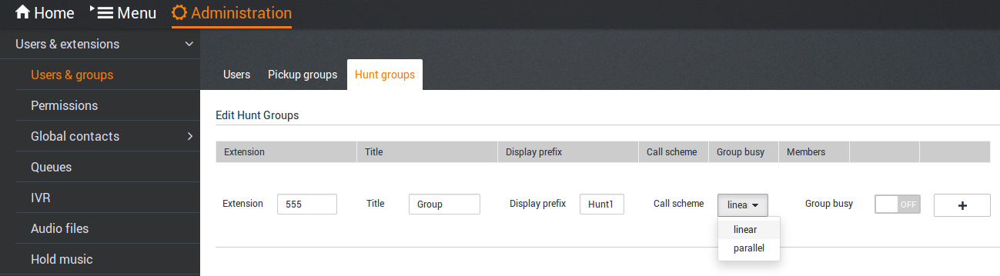 Home Menu Administration
Users & extensions
Users & groups
Permissions
Global contacts
Queues
IVR
Audio files
Hold music
Users Pickup groups Hunt groups
Edit Hunt Groups
Extension Title Display prefix Call scheme Group busy Members
Extension 555 Title Group Display prefix Hunt1 Call scheme linea Group busy OFF +
linear
parallel